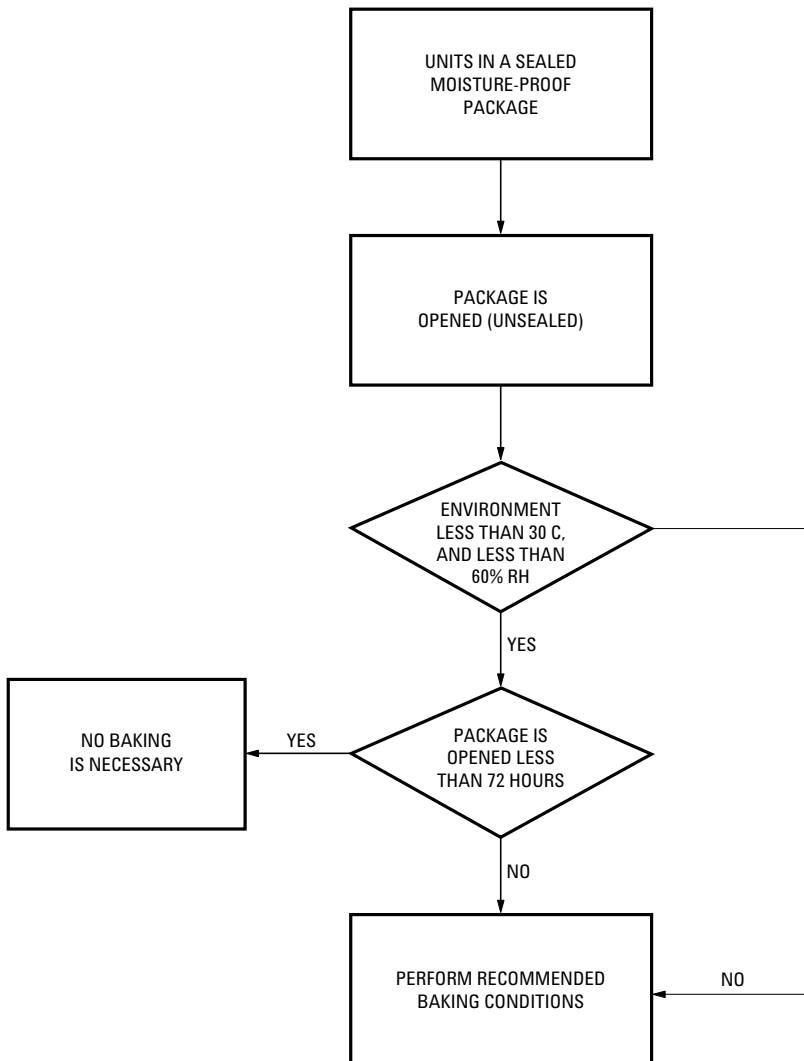 UNITS IN A SEALED
MOISTURE-PROOF
PACKAGE
PACKAGE IS
OPENED (UNSEALED)
ENVIRONMENT
LESS THAN 30 C,
AND LESS THAN
60% RH
YES
PACKAGE IS
OPENED LESS
THAN 72 HOURS
YES
NO BAKING
IS NECESSARY
NO
PERFORM RECOMMENDED
BAKING CONDITIONS
NO